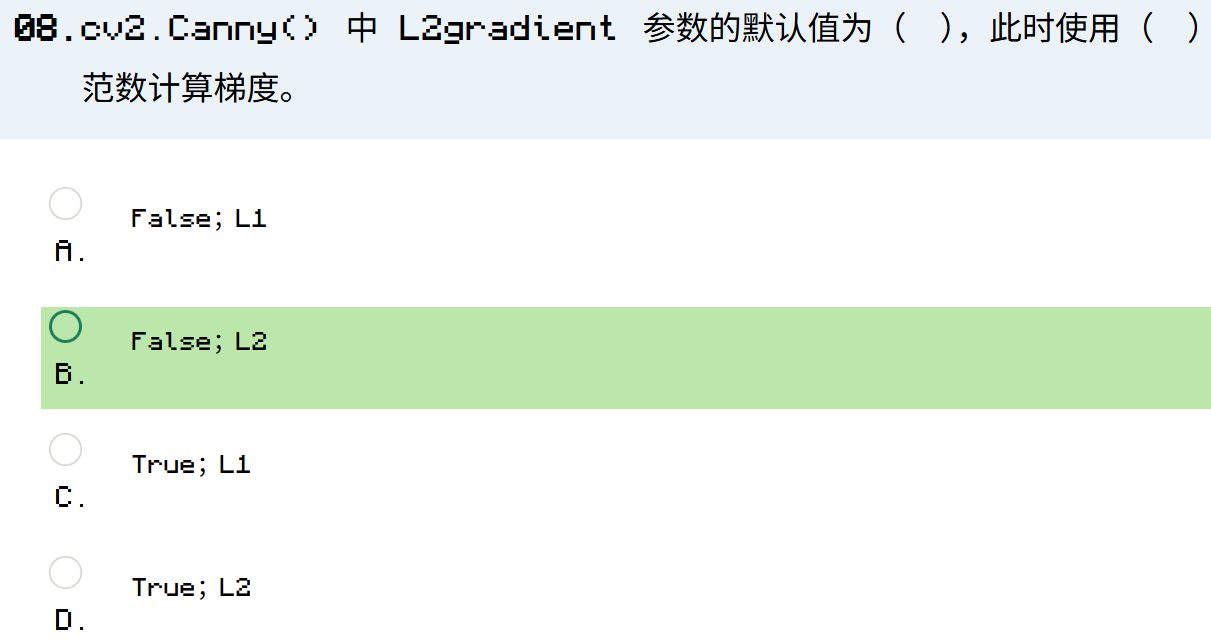 08.cv2.Canny() 中 L2gradient 参数的默认值为（ ），此时使用（ ）
范数计算梯度。
False；L1
A.
False；L2
B.
True；L1
C.
True；L2
D.